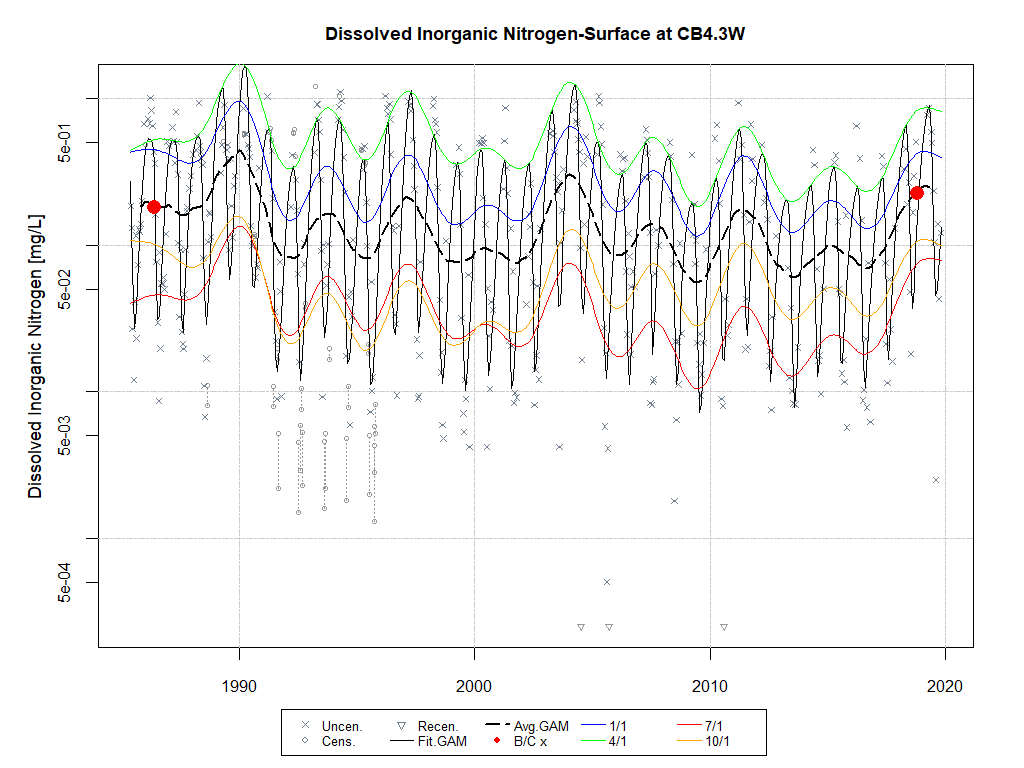 Dissolved Inorganic Nitrogen-Surface at CB4.3W
Dissolved Inorganic Nitrogen [mg/L]
5e-01
5e-02
5e-03
5e-04
1990 2000 2010 2020
Uncen. Recen. Avg.GAM 1/1 7/1
Cens. Fit.GAM B/C x 4/1 10/1